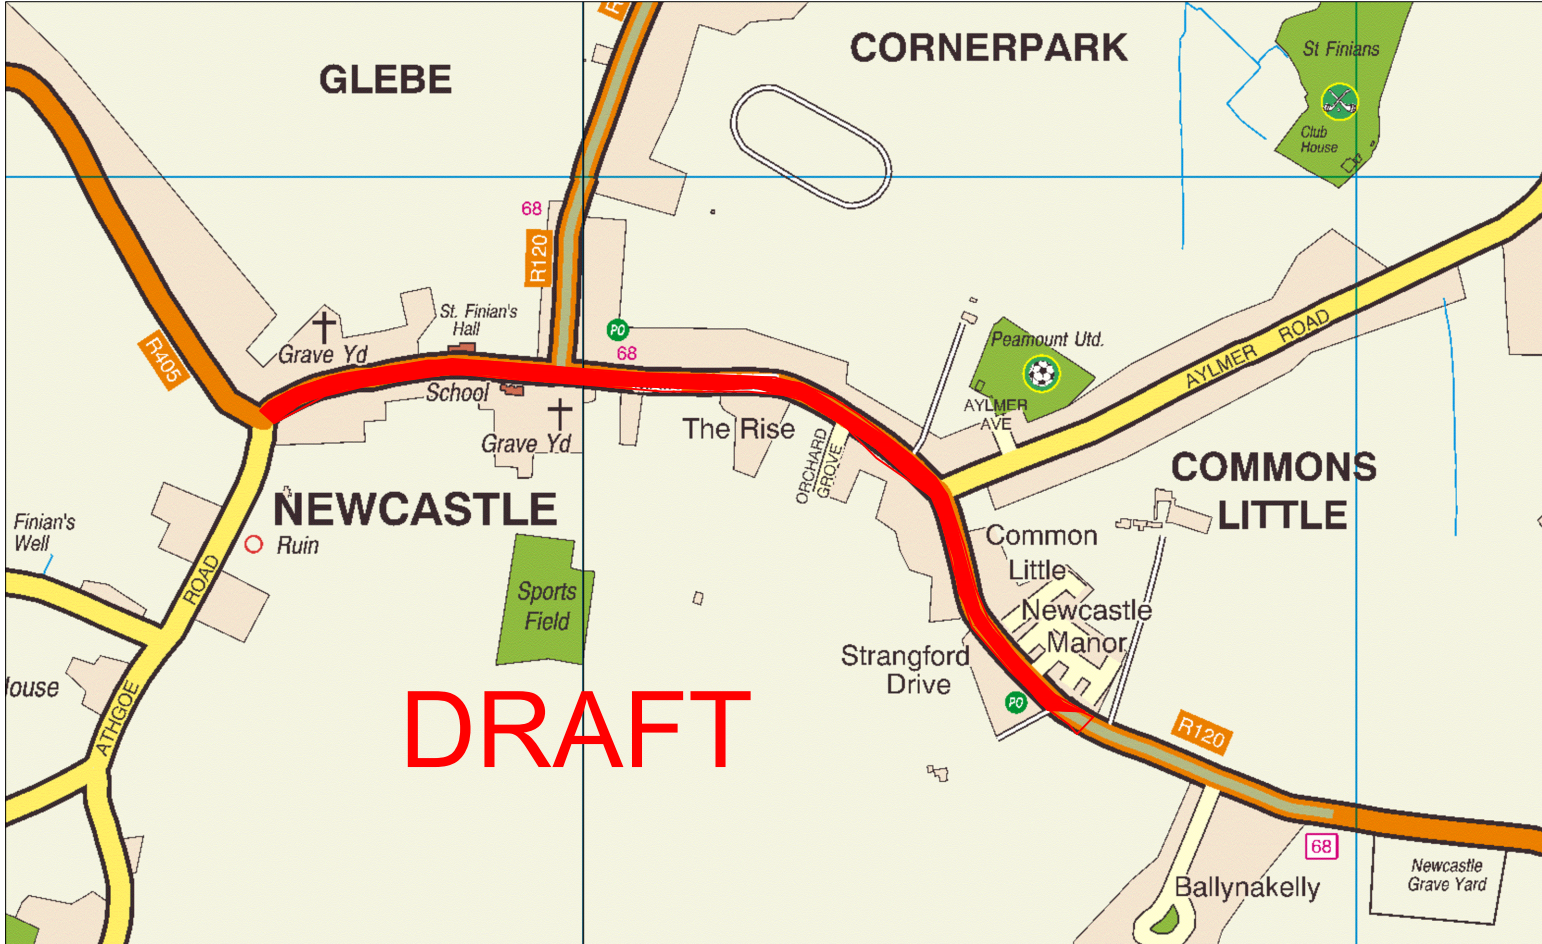 GLEBE
CORNERPARK
St Finians
Club
House
68
R120
R405
St. Finian's
Hall
Grave Yd
School
Grave Yd
PO
68
The Rise
ORCHARD
GROVE
Peamount Utd.
AYLMER
AVE
AYLMER ROAD
COMMONS
LITTLE
NEWCASTLE
Ruin
Finian's
Well
ROAD
ATHGOE
Sports
Field
Common
Little
Newcastle
Manor
Strangford
Drive
PO
DRAFT
R120
68
Ballynakelly
Newcastle
Grave Yard